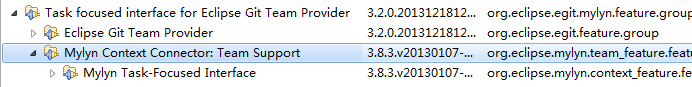 Task focused interface for Eclipse Git Team Provider 3.2.0.2013121812... org.eclipse.egit.mylyn.feature.group
Eclipse Git Team Provider 3.2.0.2013121812... org.eclipse.egit.feature.group
Mylyn Context Connector: Team Support 3.8.3.v20130107-... org.eclipse.mylyn.team_feature.feat
Mylyn Task-Focused Interface 3.8.3.v20130107-... org.eclipse.mylyn.context_feature.fe